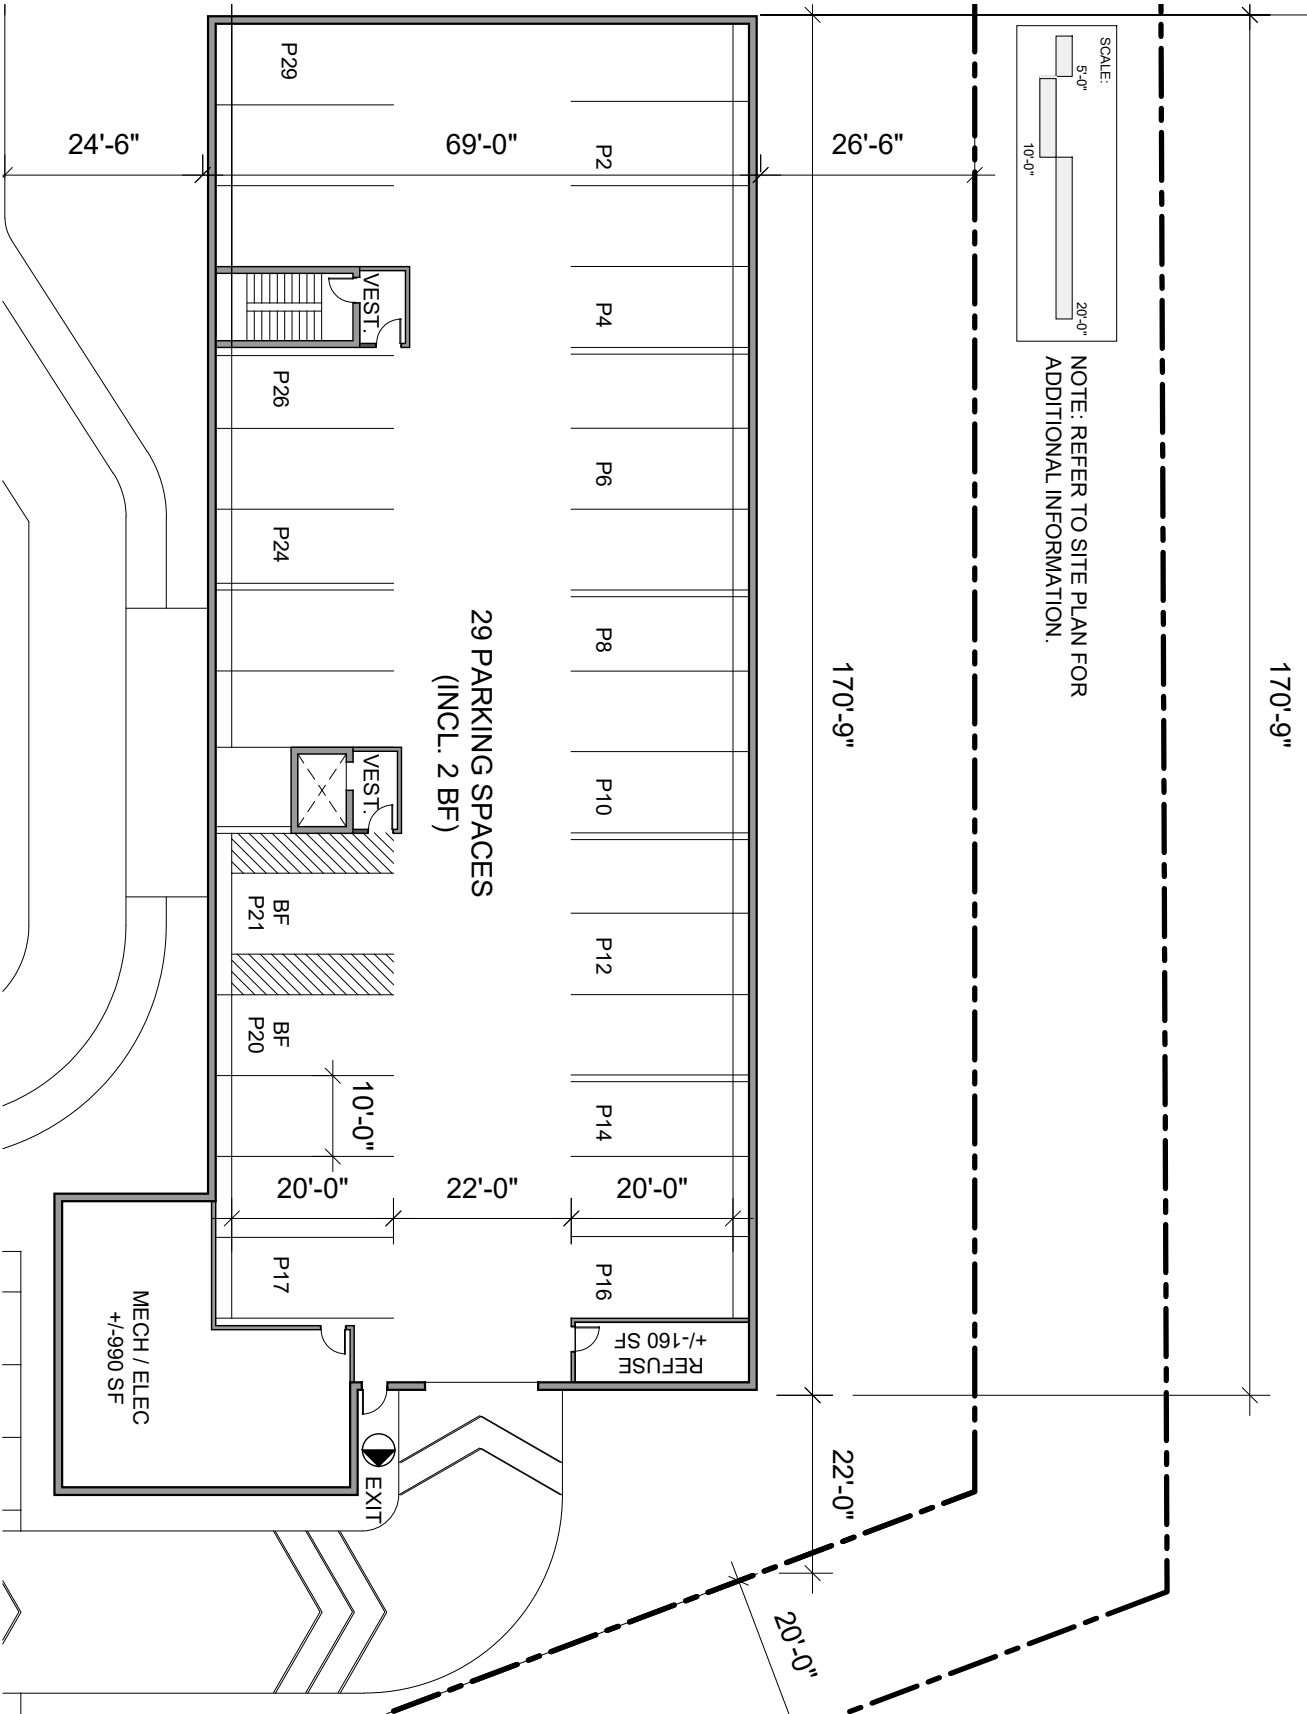 SCALE:
5'-0"
10'-0"
20'-0"
NOTE: REFER TO SITE PLAN FOR
ADDITIONAL INFORMATION.
24'-6"
69'-0"
26'-6"
170'-9"
170'-9"
22'-0"
20'-0"
P29
P2
VEST.
P4
P26
P6
P24
P8
29 PARKING SPACES
(INCL. 2 BF)
VEST.
P10
BF
P21
P12
BF
P20
10'-0"
P14
20'-0"
22'-0"
20'-0"
P17
P16
REFUSE
+/-160 SF
MECH / ELEC
+/-990 SF
EXIT